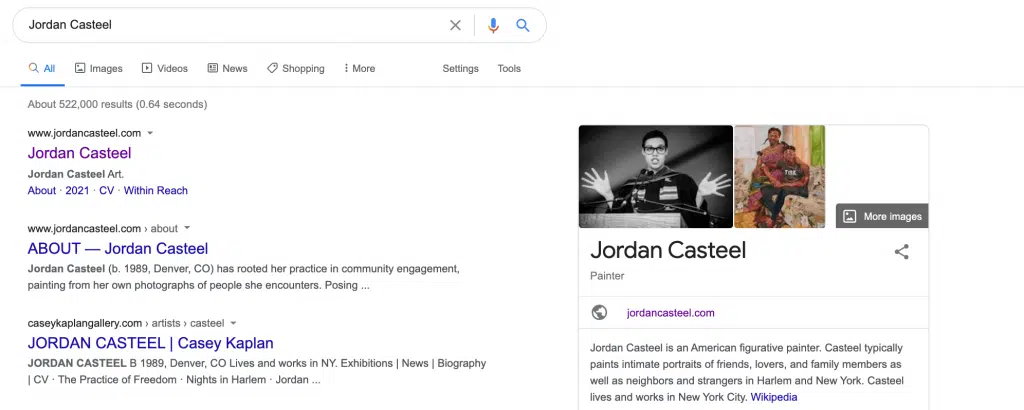 Jordan Casteel
All Images Videos News Shopping More Settings Tools
About 522,000 results (0.64 seconds)
www.jordancasteel.com
Jordan Casteel
Jordan Casteel Art.
About · 2021 · CV · Within Reach
www.jordancasteel.com › about
ABOUT — Jordan Casteel
Jordan Casteel (b. 1989, Denver, CO) has rooted her practice in community engagement,
painting from her own photographs of people she encounters. Posing ...
caseykaplangallery.com › artists › casteel
JORDAN CASTEEL | Casey Kaplan
JORDAN CASTEEL B 1989, Denver, CO Lives and works in NY. Exhibitions | News | Biography
| CV · The Practice of Freedom · Nights in Harlem · Jordan ...
More images
Jordan Casteel
Painter
jordancasteel.com
Jordan Casteel is an American figurative painter. Casteel typically
paints intimate portraits of friends, lovers, and family members as
well as neighbors and strangers in Harlem and New York. Casteel
lives and works in New York City. Wikipedia